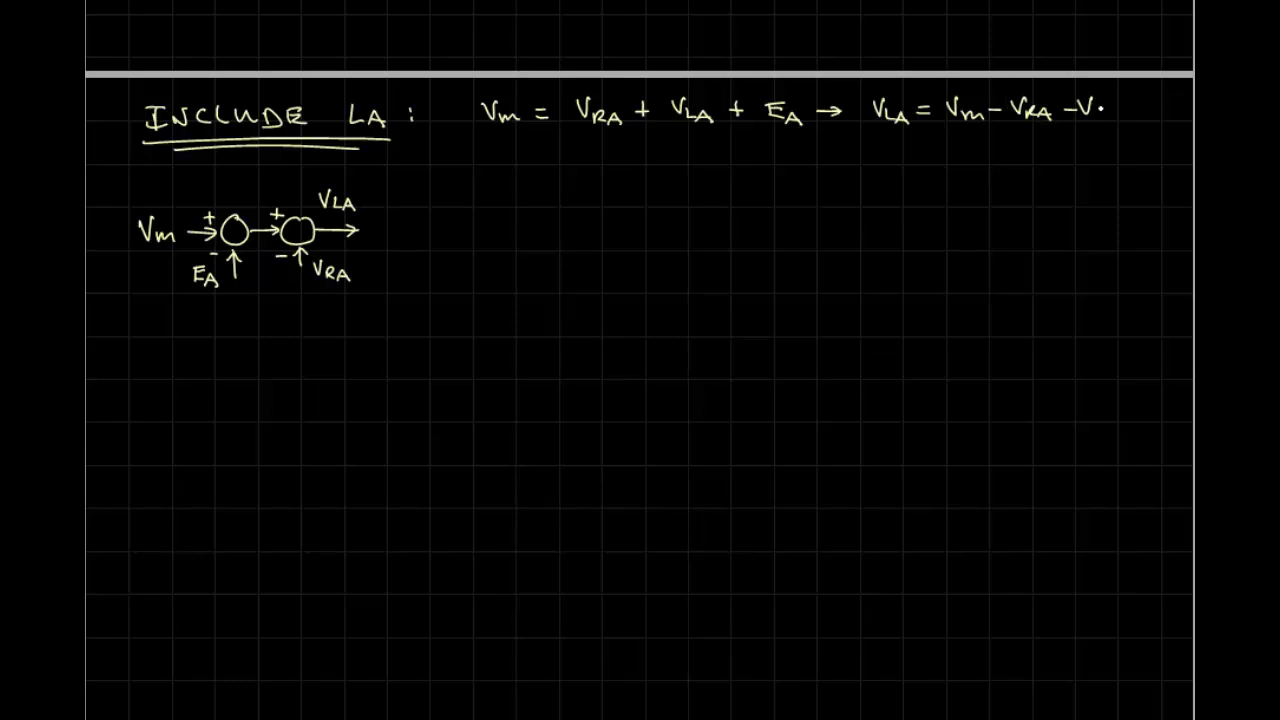 INCLUDE LA : Vm = VRA + VLA + EA → VLA = Vm - VRA - V.
VLA
Vm + + 
- -
EA VRA